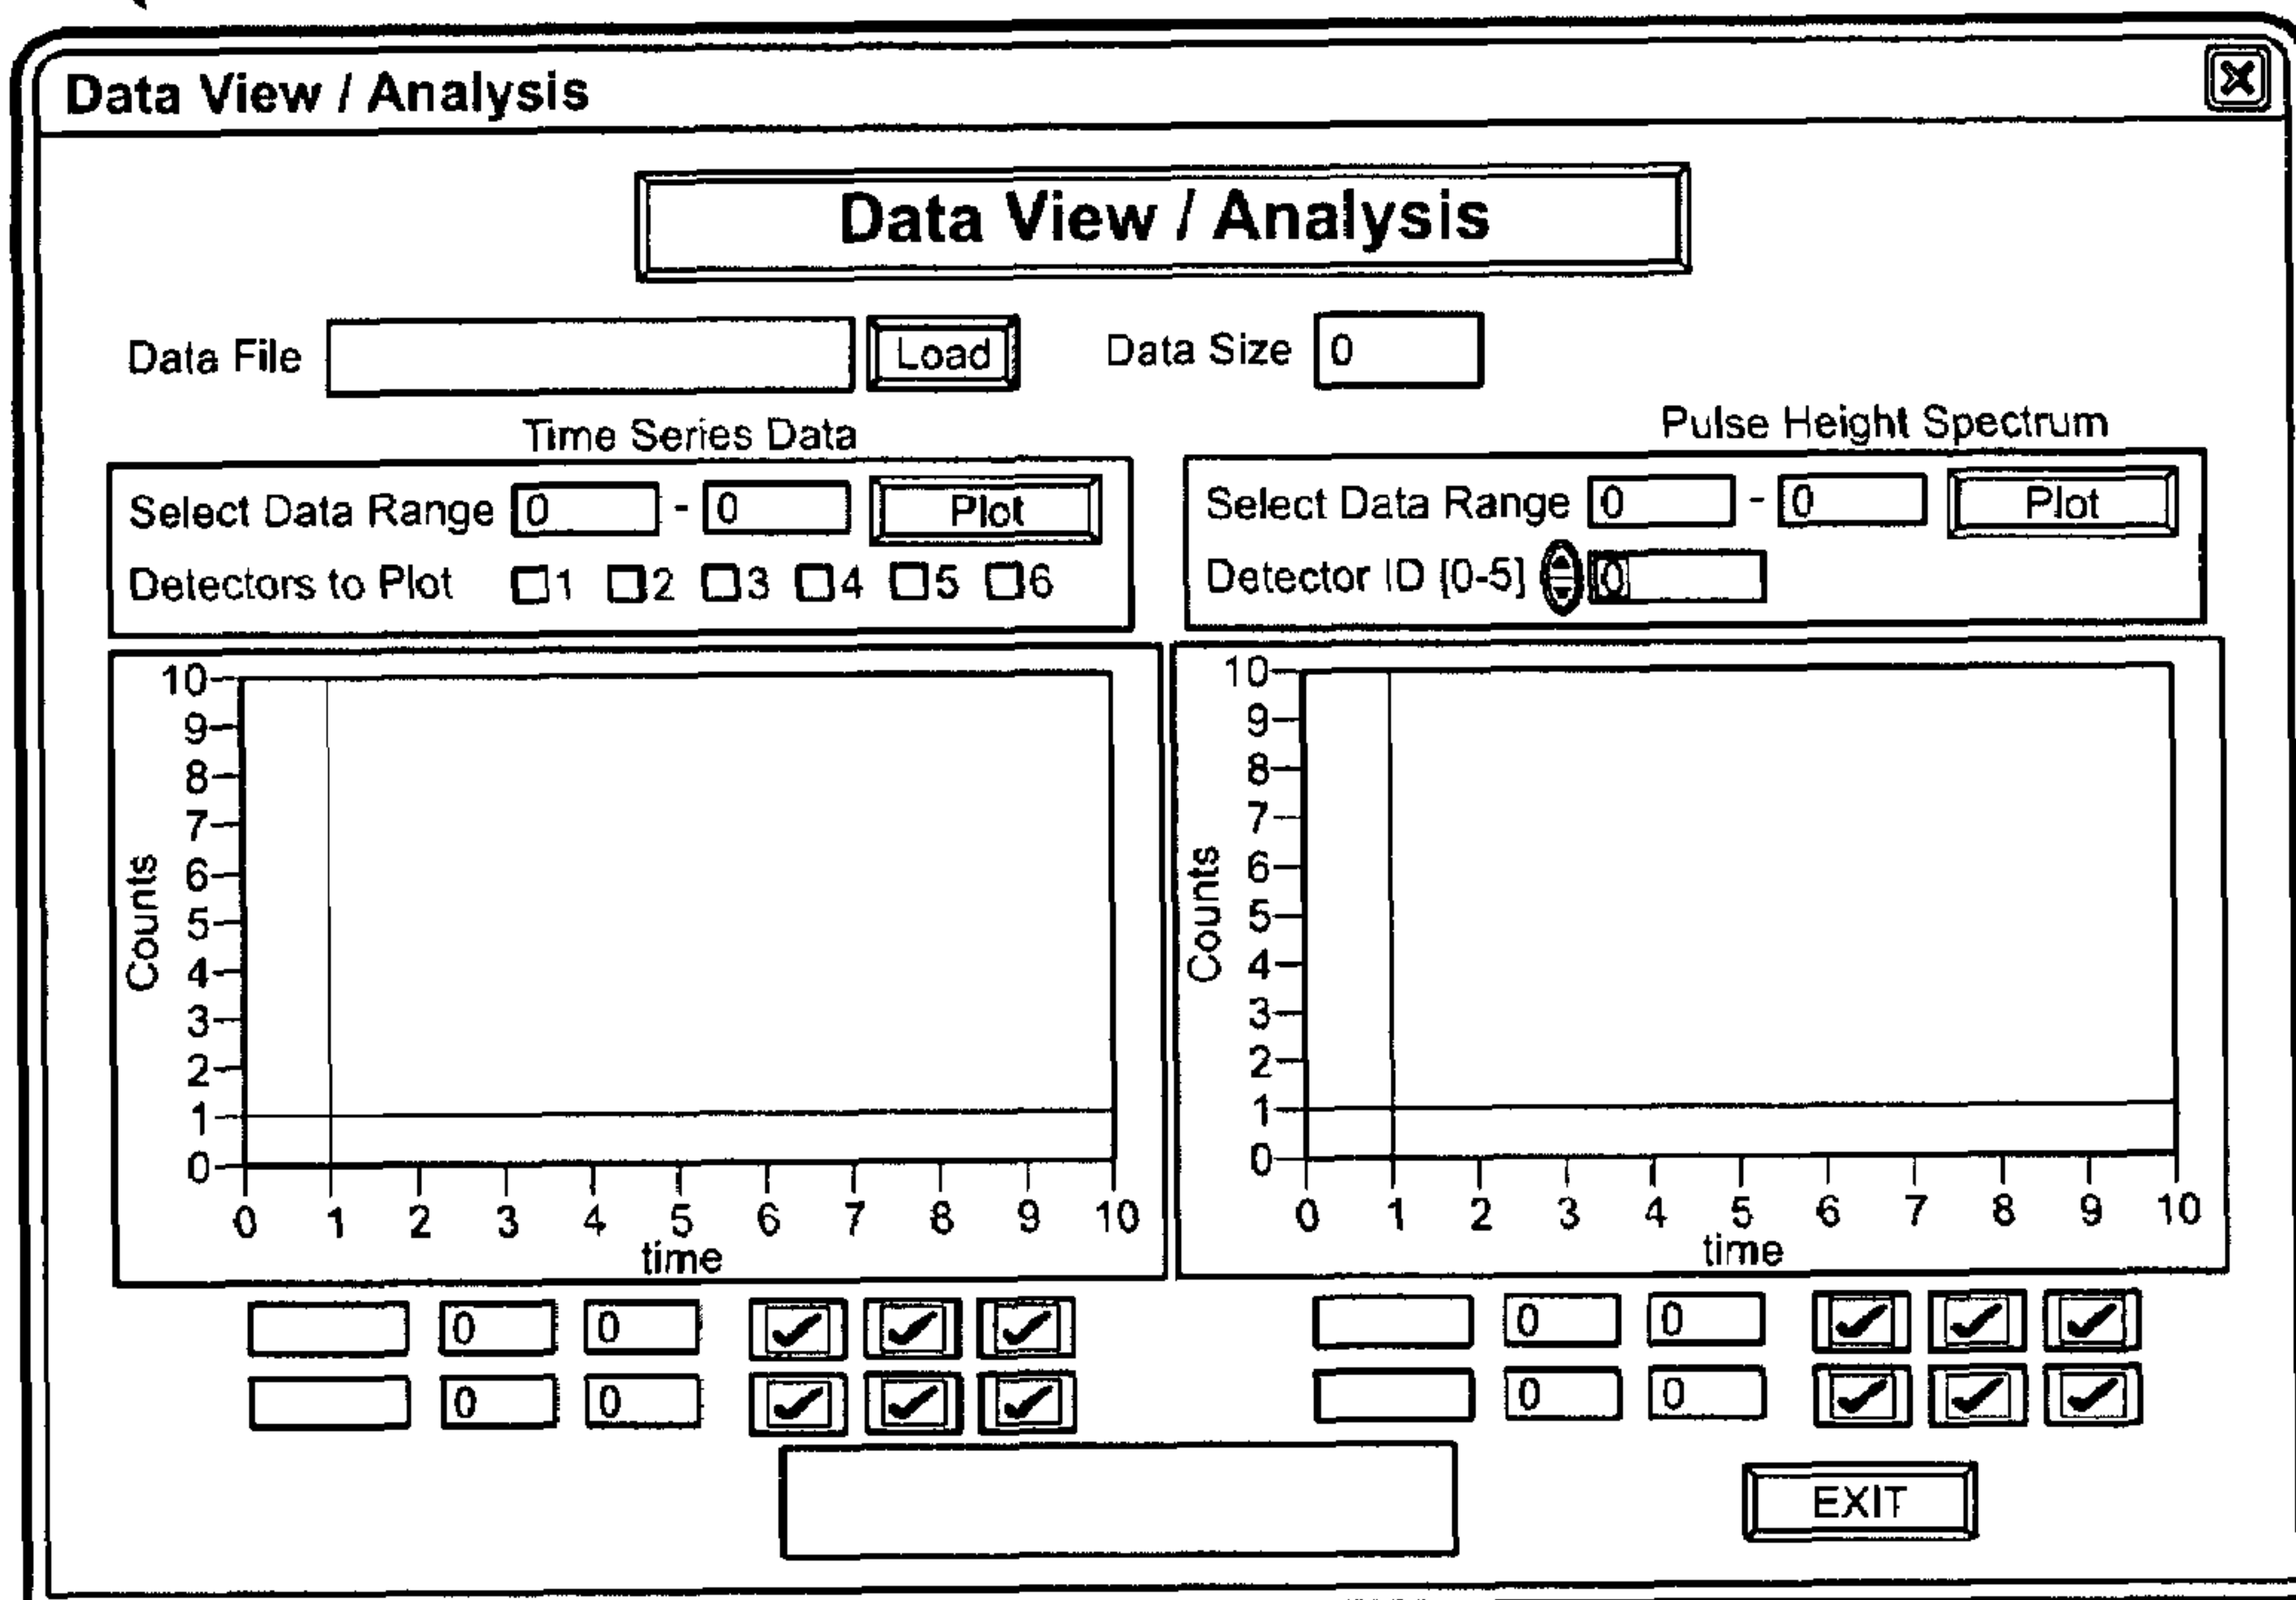 Data View / Analysis
Data View / Analysis
Data File Load Data Size 0
Time Series Data
Select Data Range 0 - 0 Plot
Detectors to Plot 1 2 3 4 5 6
Pulse Height Spectrum
Select Data Range 0 - 0 Plot
Detector ID [0-5] 0
10
9
8
7
6
5
4
3
2
1
0
Counts
0 1 2 3 4 5 6 7 8 9 10
time
10
9
8
7
6
5
4
3
2
1
0
Counts
0 1 2 3 4 5 6 7 8 9 10
time
0 0
0 0
0 0
0 0
EXIT